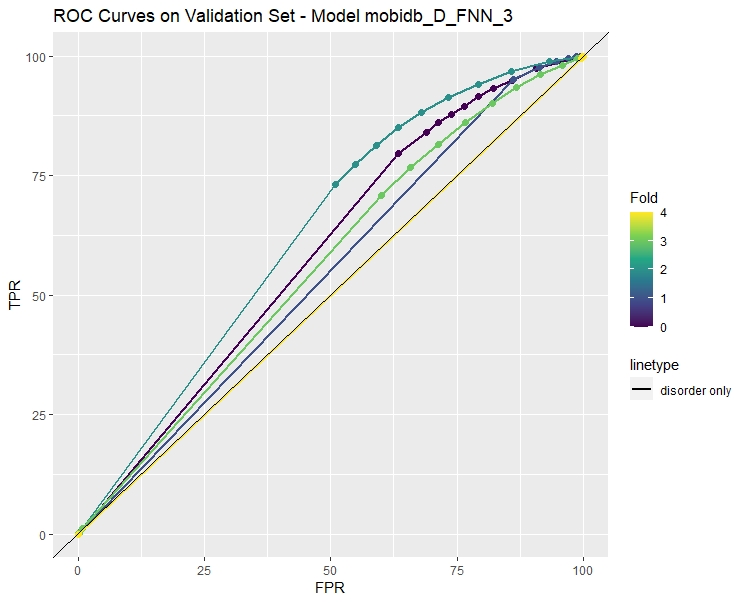 ROC Curves on Validation Set - Model mobidb_D_FNN_3
TPR
100
75
50
25
0
0 25 50 75 100
FPR
Fold
4
3
2
1
0
linetype
disorder only